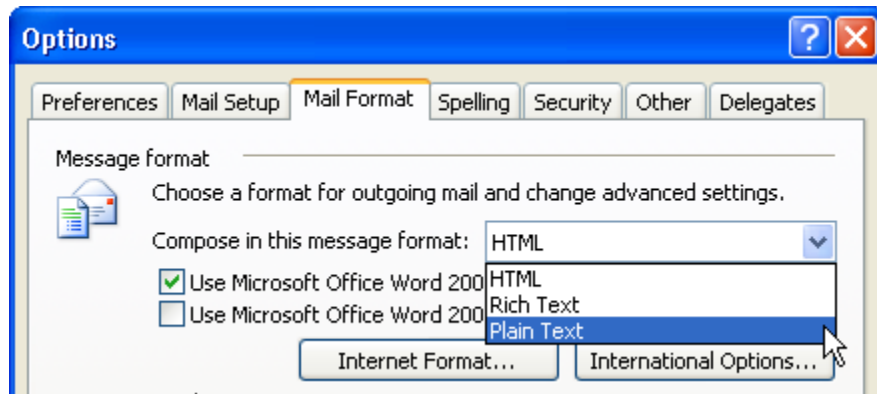 Options
Preferences Mail Setup Mail Format Spelling Security Other Delegates
Message format
Choose a format for outgoing mail and change advanced settings.
Compose in this message format: HTML
Use Microsoft Office Word 200
HTML
Use Microsoft Office Word 200
Rich Text
Plain Text
Internet Format... International Options...